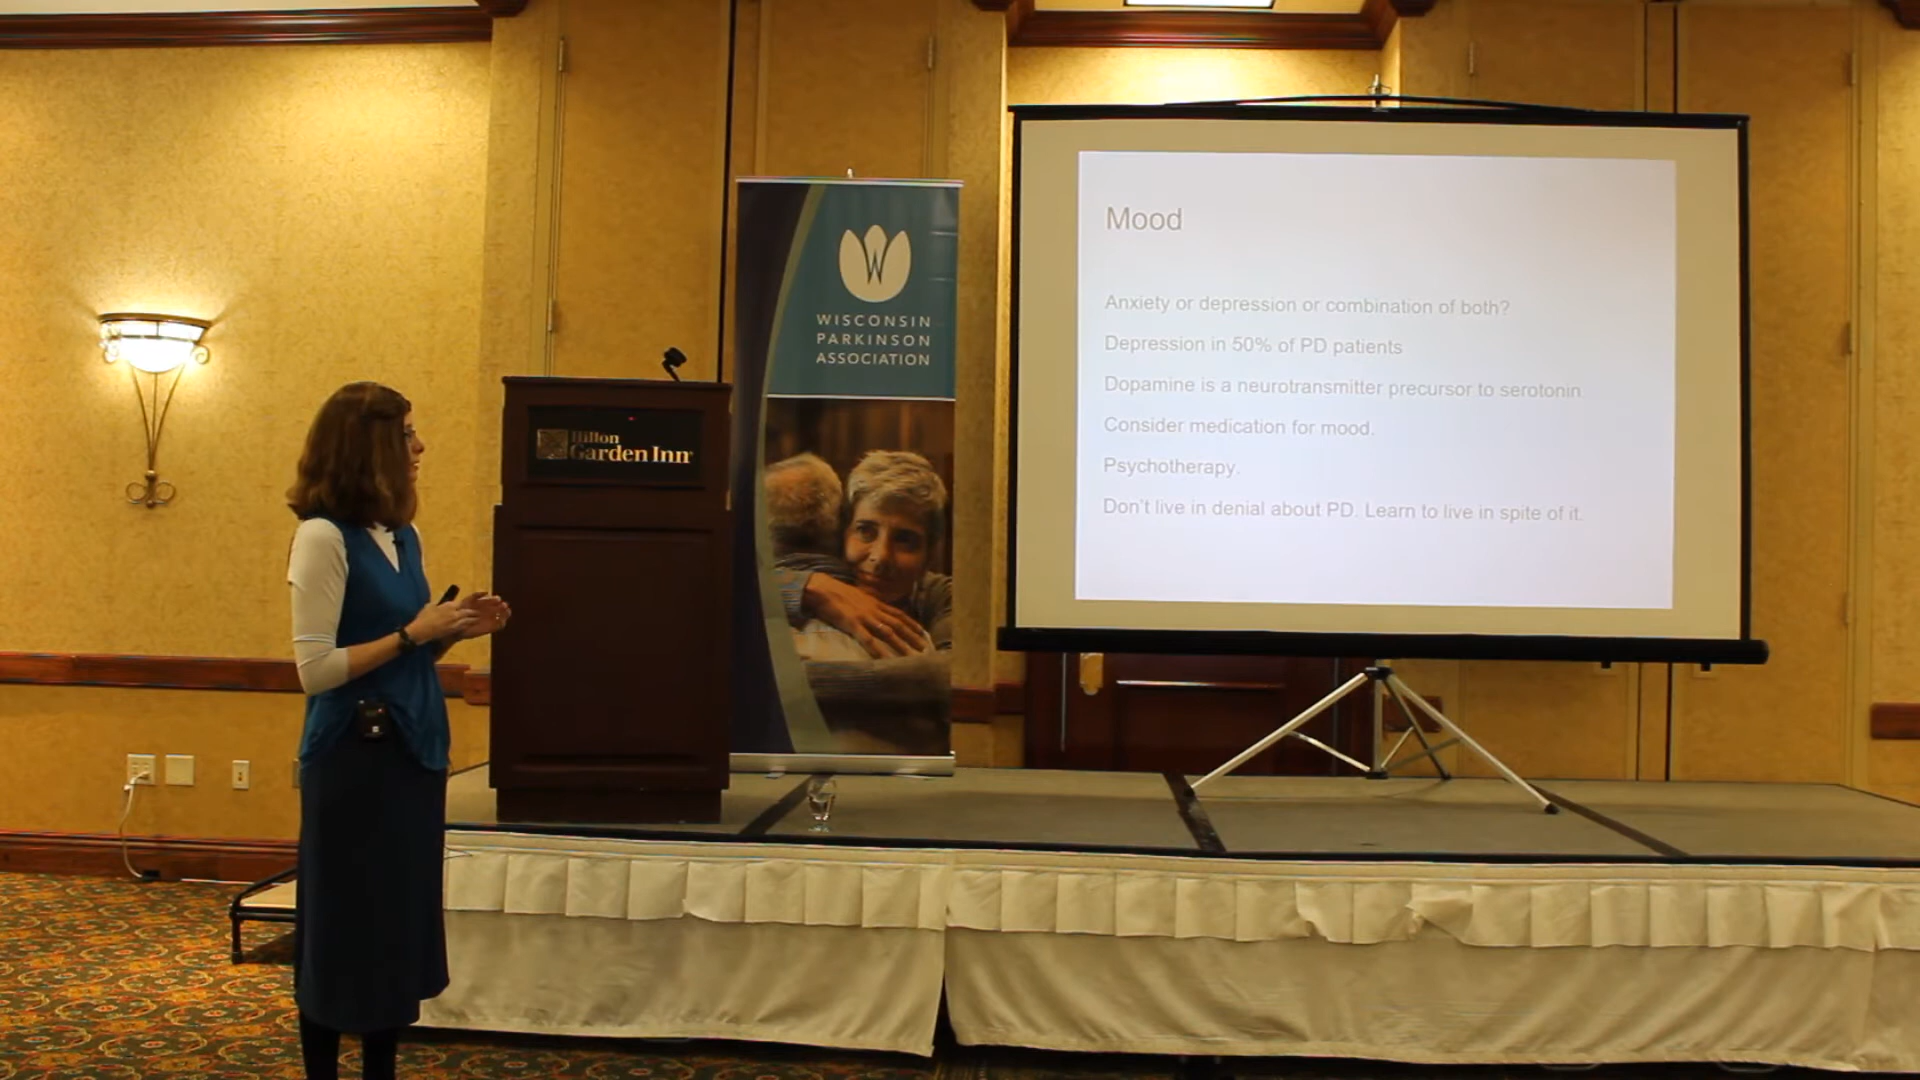 Hilton
Garden Inn
W
WISCONSIN
PARKINSON
ASSOCIATION
Mood
Anxiety or depression or combination of both?
Depression in 50% of PD patients
Dopamine is a neurotransmitter precursor to serotonin
Consider medication for mood.
Psychotherapy.
Don't live in denial about PD. Learn to live in spite of it.